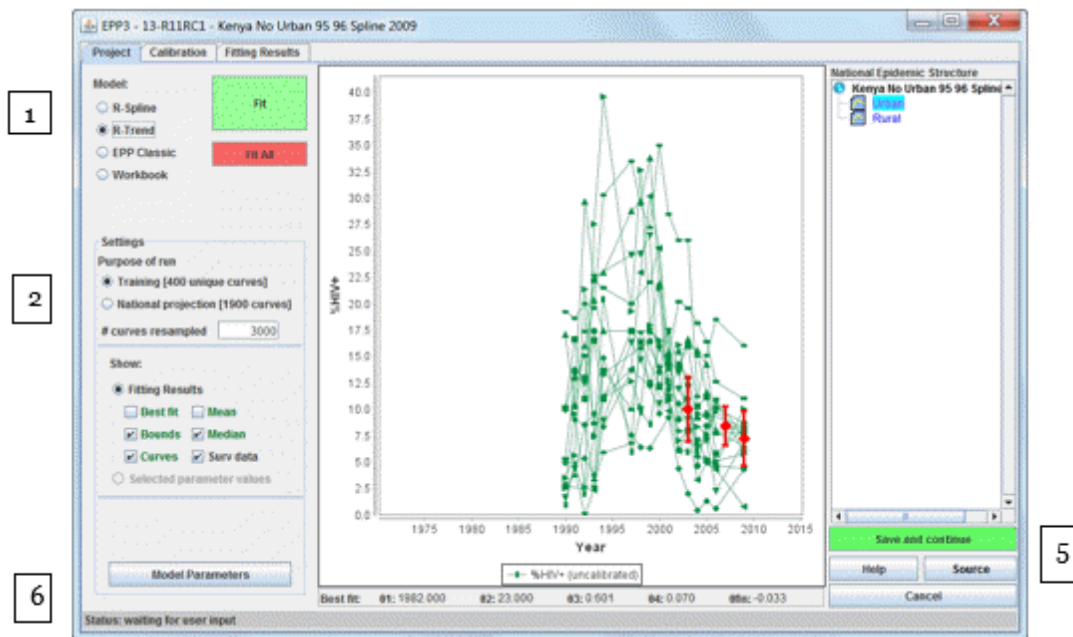 EPP3 - 13-R11RC1 - Kenya No Urban 95 96 Spline 2009
Project Calibration Fitting Results
Model:
R-Spline
R-Trend
EPP Classic
Workbook
Fit
Fit All
1
Settings
Purpose of run
Training [400 unique curves]
National projection [1900 curves]
# curves resampled 3000
2
Show:
Fitting Results
Best fit Mean
Bounds Median
Curves Surv data
Selected parameter values
Model Parameters
6
%HIV+
40.0
37.5
35.0
32.5
30.0
27.5
25.0
22.5
20.0
17.5
15.0
12.5
10.0
7.5
5.0
2.5
0.0
1975 1980 1985 1990 1995 2000 2005 2010 2015
Year
%HIV+ (uncalibrated)
Best fit: θ1: 1982.000 θ2: 23.000 θ3: 0.601 θ4: 0.070 θfin: -0.033
National Epidemic Structure
Kenya No Urban 95 96 Spline
Urban
Rural
Save and continue
Help Source
Cancel
5
Status: waiting for user input